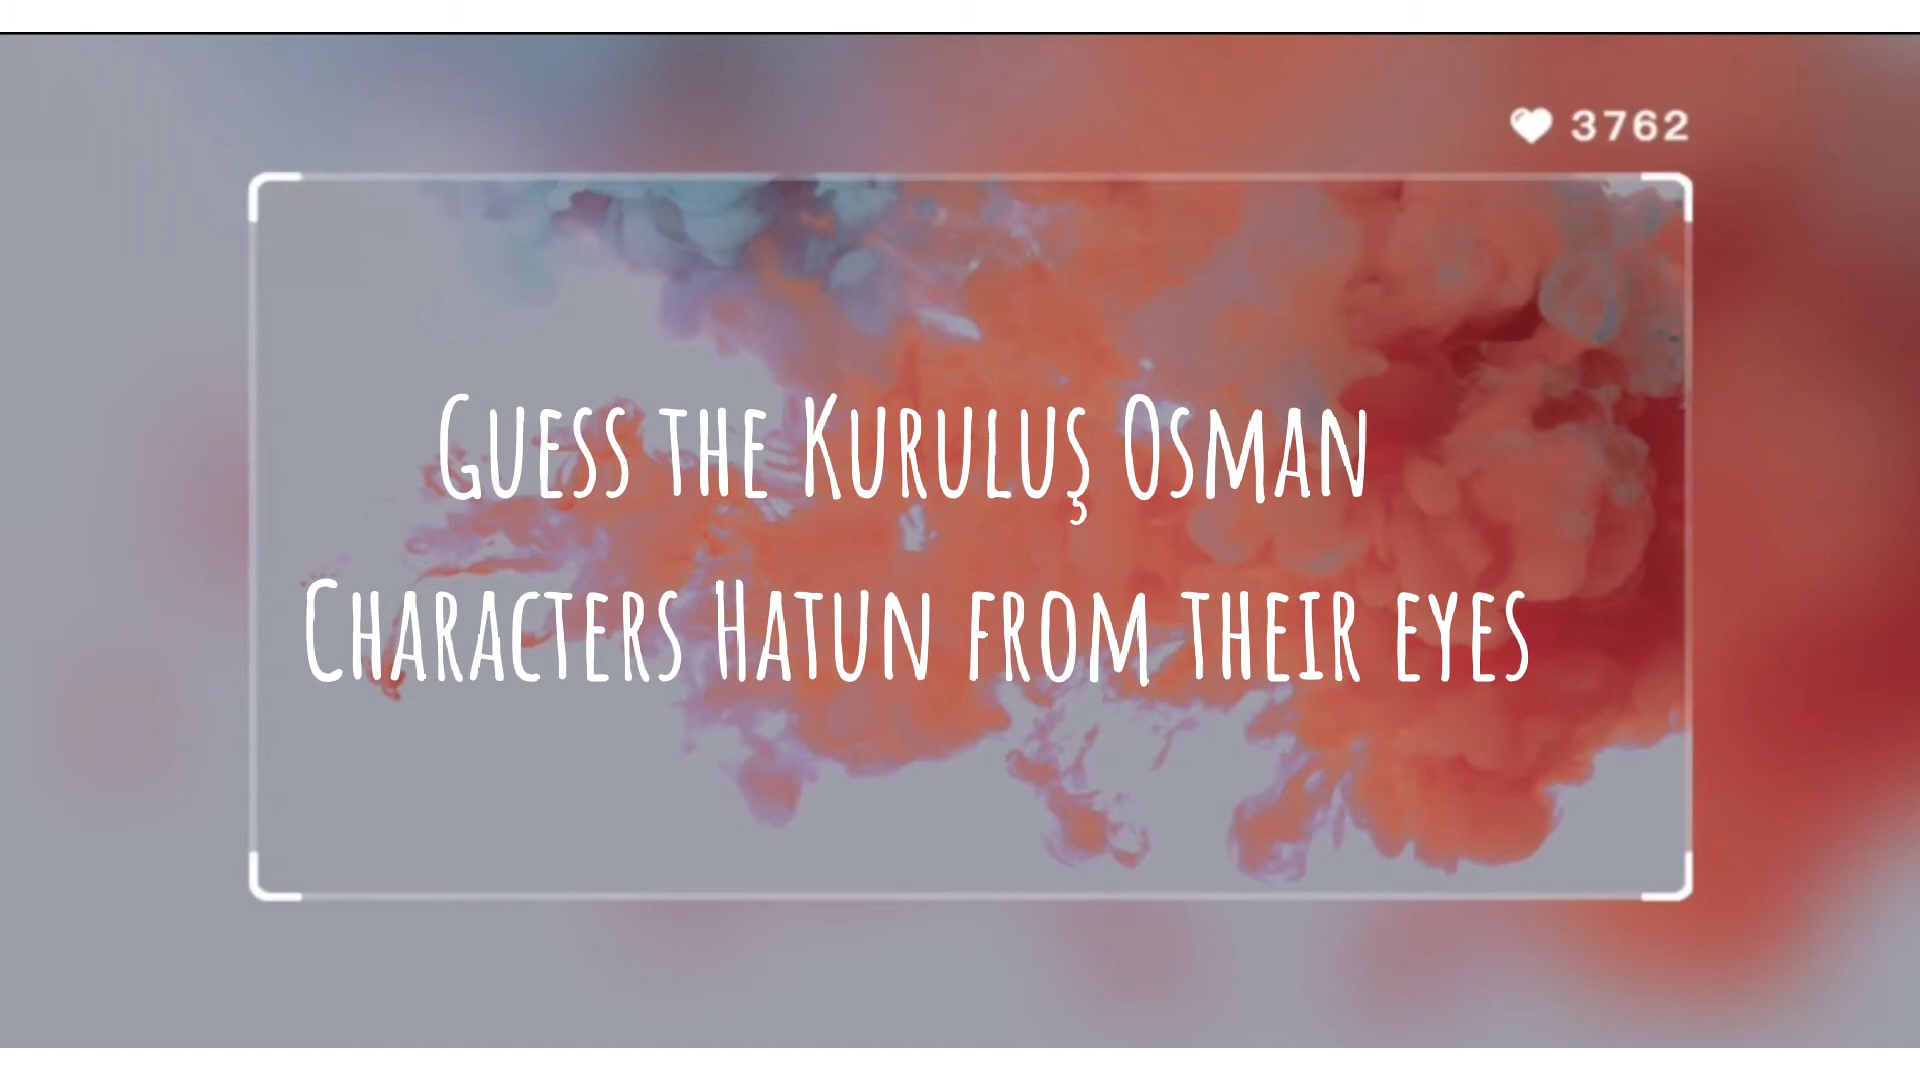 3762
Guess the Kuruluş Osman
Characters Hatun from their eyes